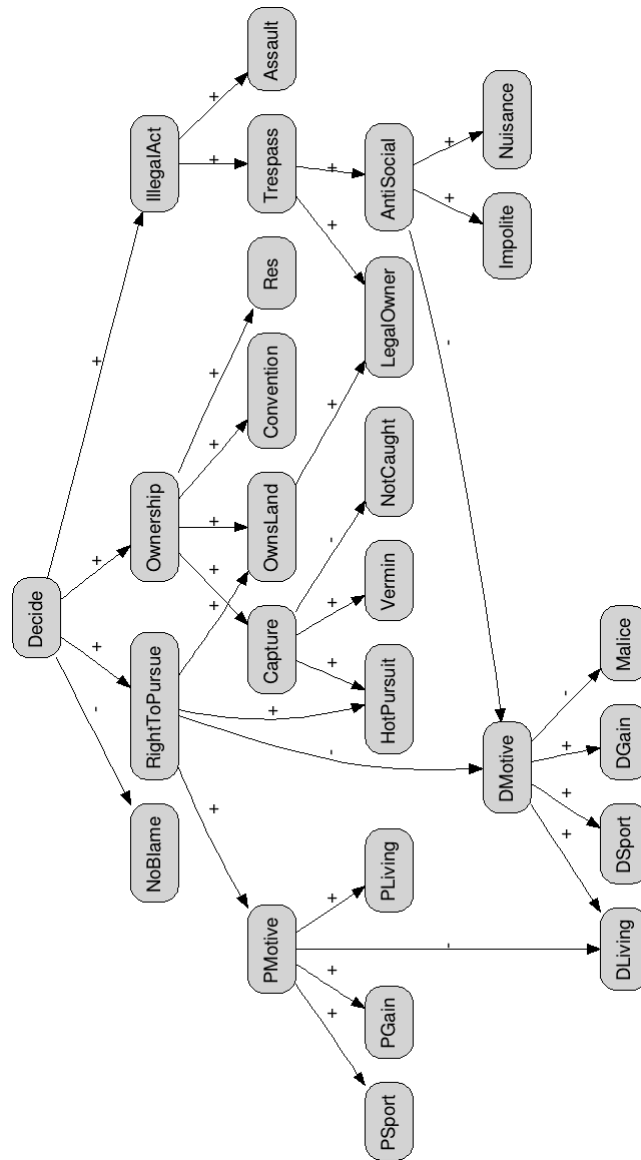 Decide
NoBlame
RightToPursue
Ownership
IllegalAct
PMotive
Capture
OwnsLand
Convention
Res
Trespass
Assault
PSport
PGain
PLiving
HotPursuit
Vermin
NotCaught
LegalOwner
AntiSocial
DMotive
Impolite
Nuisance
DLiving
DSport
DGain
Malice
-
+
+
+
+
+
+
-
+
+
+
+
+
+
+
+
+
-
+
+
-
+
+
-
+
+
+
-
+
+
+
+
-